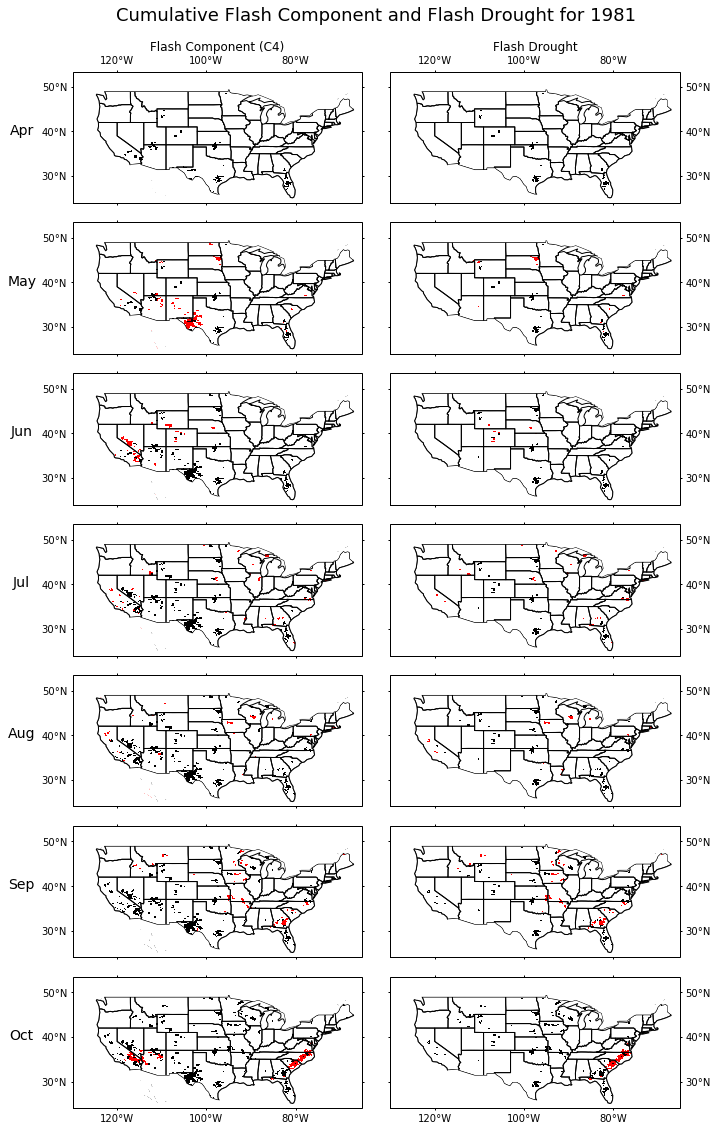 Cumulative Flash Component and Flash Drought for 1981
Flash Component (C4) Flash Drought
120°W 100°W 80°W 120°W 100°W 80°W
50°N 50°N
Apr 40°N 40°N
30°N 30°N
50°N 50°N
May 40°N 40°N
30°N 30°N
50°N 50°N
Jun 40°N 40°N
30°N 30°N
50°N 50°N
Jul 40°N 40°N
30°N 30°N
50°N 50°N
Aug 40°N 40°N
30°N 30°N
50°N 50°N
Sep 40°N 40°N
30°N 30°N
50°N 50°N
Oct 40°N 40°N
30°N 30°N
120°W 100°W 80°W 120°W 100°W 80°W